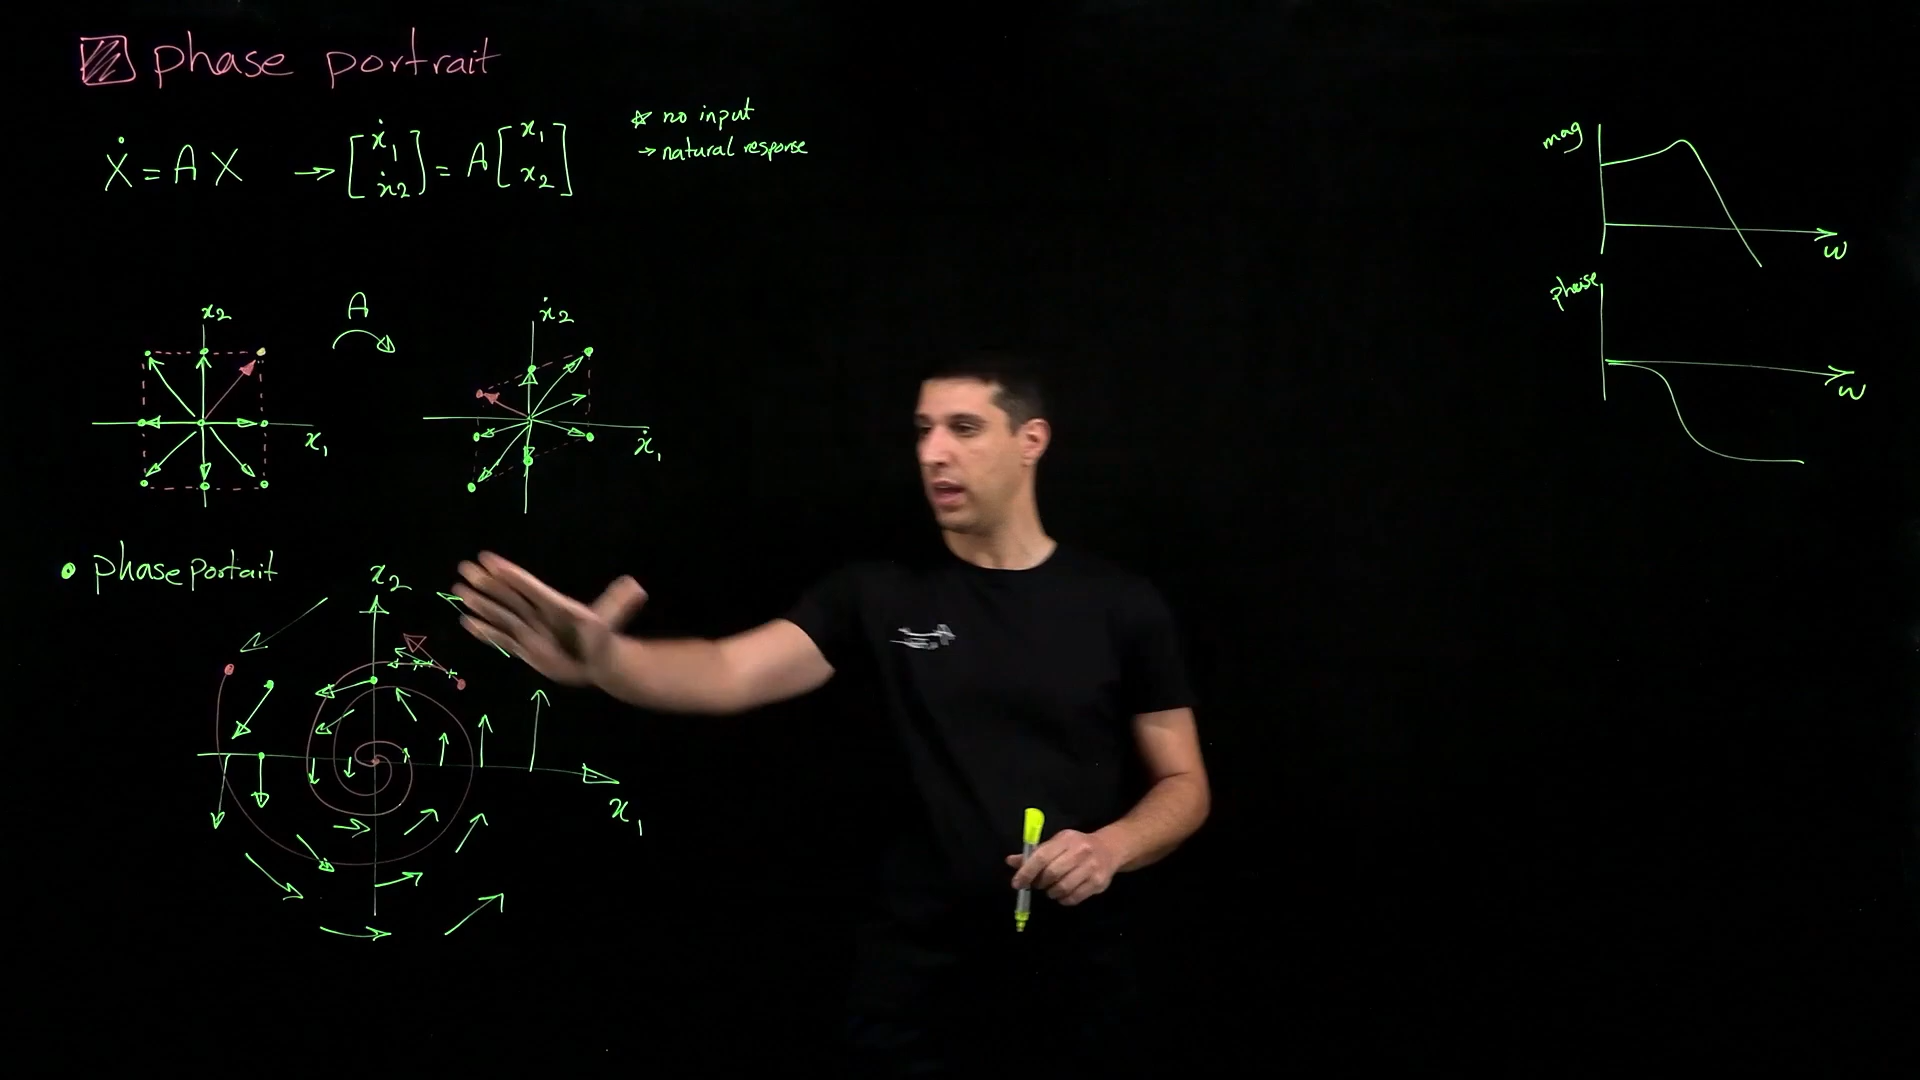 phase portrait
Ẋ = A X → [ẋ₁ ẋ₂] = A [x₁ x₂]
* no input
→ natural response
x₂
x₁
A
ẋ₂
ẋ₁
• phase portait
x₂
x₁
mag
ω
phase
ω